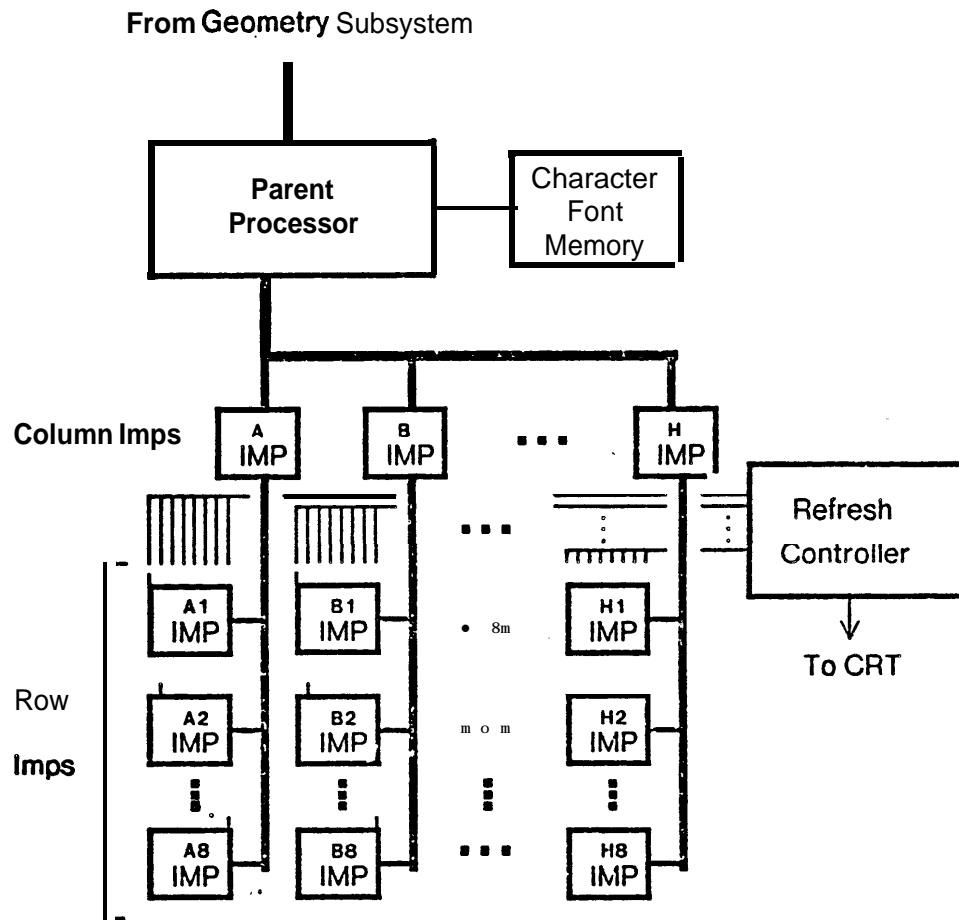 From Geometry Subsystem
Parent
Processor
Character
Font
Memory
Column Imps
A
IMP
B
IMP
H
IMP
Refresh
Controller
To CRT
Row
Imps
A1
IMP
B1
IMP
• 8m
H1
IMP
A2
IMP
B2
IMP
m o m
H2
IMP
A8
IMP
B8
IMP
H8
IMP